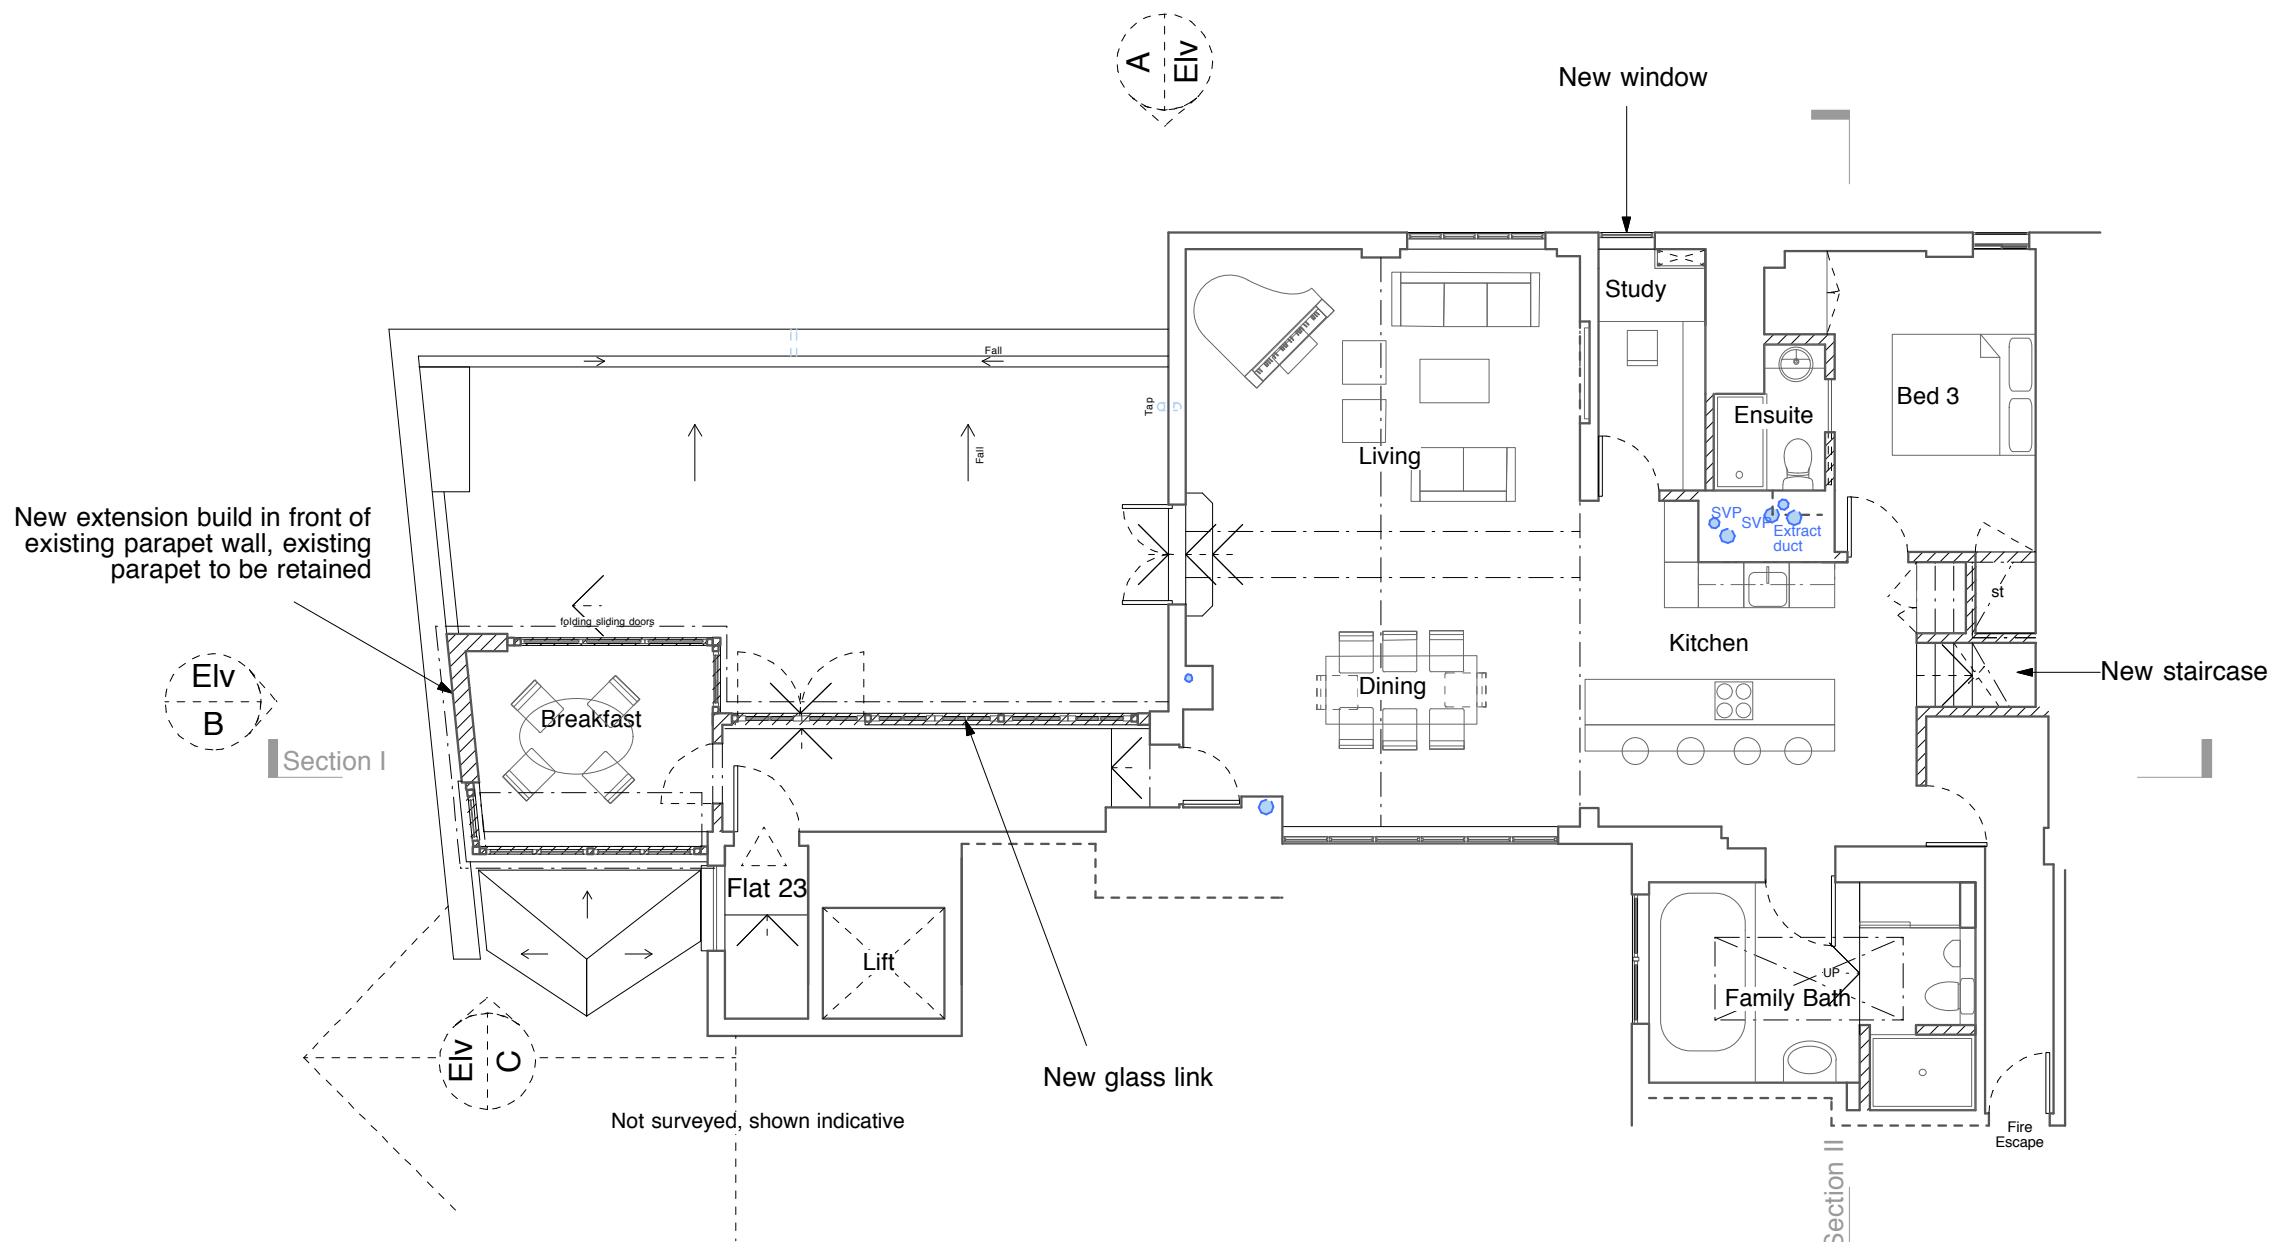 A
Elv
New window
Study
Fall
Tap
Bed 3
Ensuite
Living
Fall
New extension build in front of
existing parapet wall, existing
parapet to be retained
SVP
SVP
Extract
duct
st
folding sliding doors
Kitchen
Elv
B
New staircase
Dining
Breakfast
Section I
Flat 23
Lift
UP
Family Bath
Elv
C
New glass link
Not surveyed, shown indicative
Fire
Escape
Section II